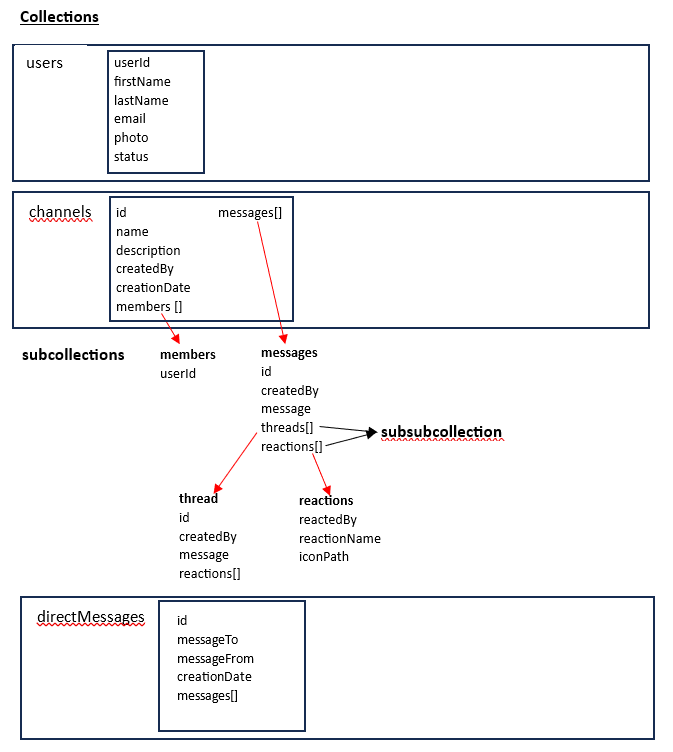 Collections
users
userId
firstName
lastName
email
photo
status
channels
id
messages[]
name
description
createdBy
creationDate
members []
subcollections
members
userId
messages
id
createdBy
message
threads[]
reactions[]
subsubcollection
thread
id
createdBy
message
reactions[]
reactions
reactedBy
reactionName
iconPath
directMessages
id
messageTo
messageFrom
creationDate
messages[]